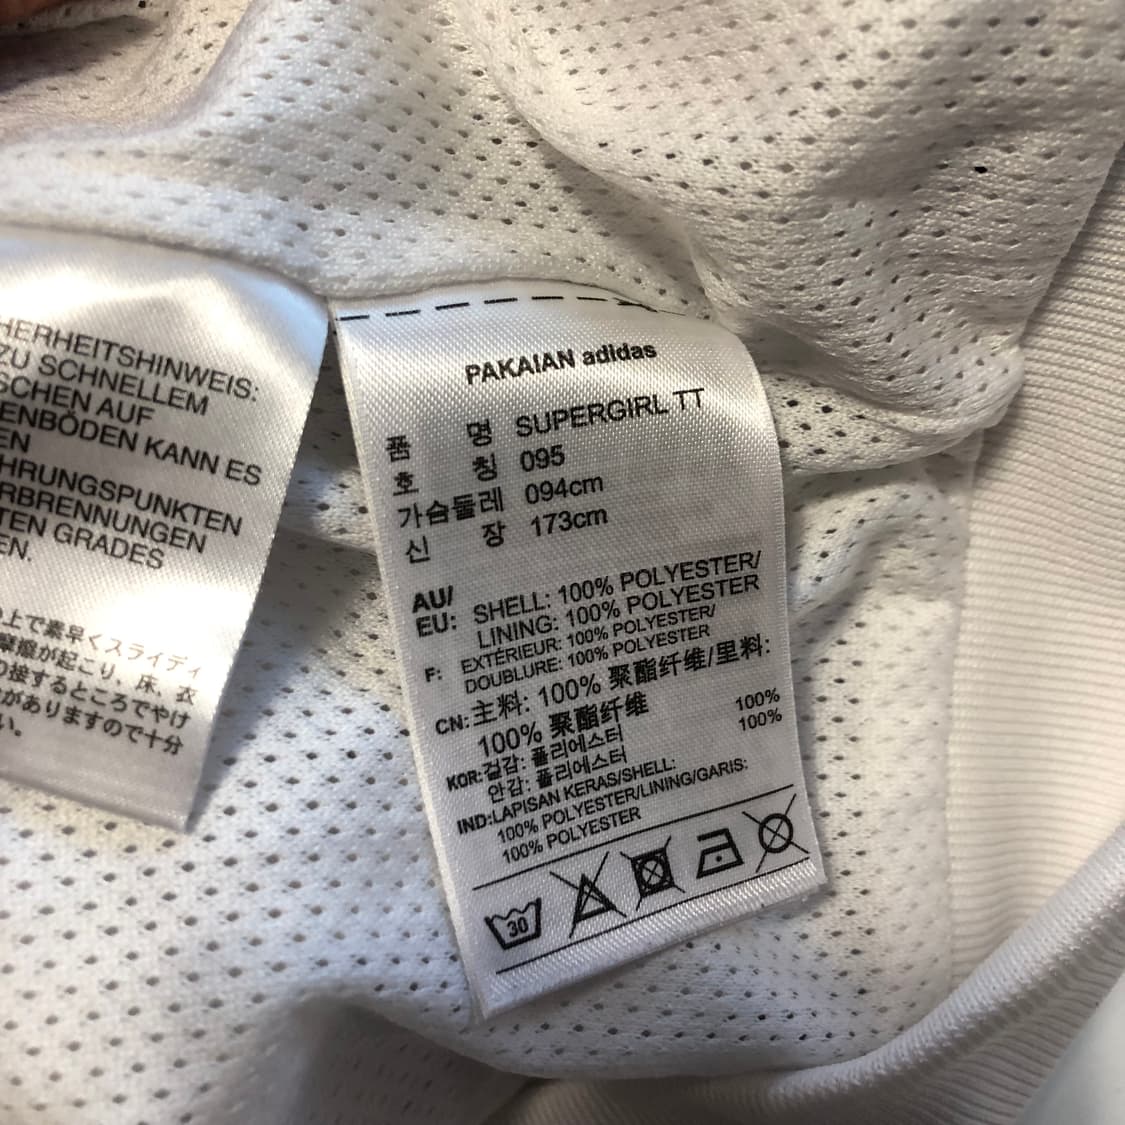 HERHEITSHINWEIS:
ZU SCHNELLEM
SCHEN AUF
ENBÖDEN KANN ES
EN
HRUNGSPUNKTEN
RBRENNUNGEN
TEN GRADES
EN.
上で素早くスライディ
摩擦が起こり、床、衣
の接するところでやけ
がありますので十分
い。
PAKAIAN adidas
품 명 SUPERGIRL TT
호 칭 095
가슴둘레 094cm
신 장 173cm
AU/
EU: SHELL: 100% POLYESTER/
LINING: 100% POLYESTER
F: EXTÉRIEUR: 100% POLYESTER/
DOUBLURE: 100% POLYESTER
CN: 主料: 100% 聚酯纤维/里料:
100% 聚酯纤维
KOR: 겉감: 폴리에스터 100%
안감: 폴리에스터 100%
IND: LAPISAN KERAS/SHELL:
100% POLYESTER/LINING/GARIS:
100% POLYESTER
30